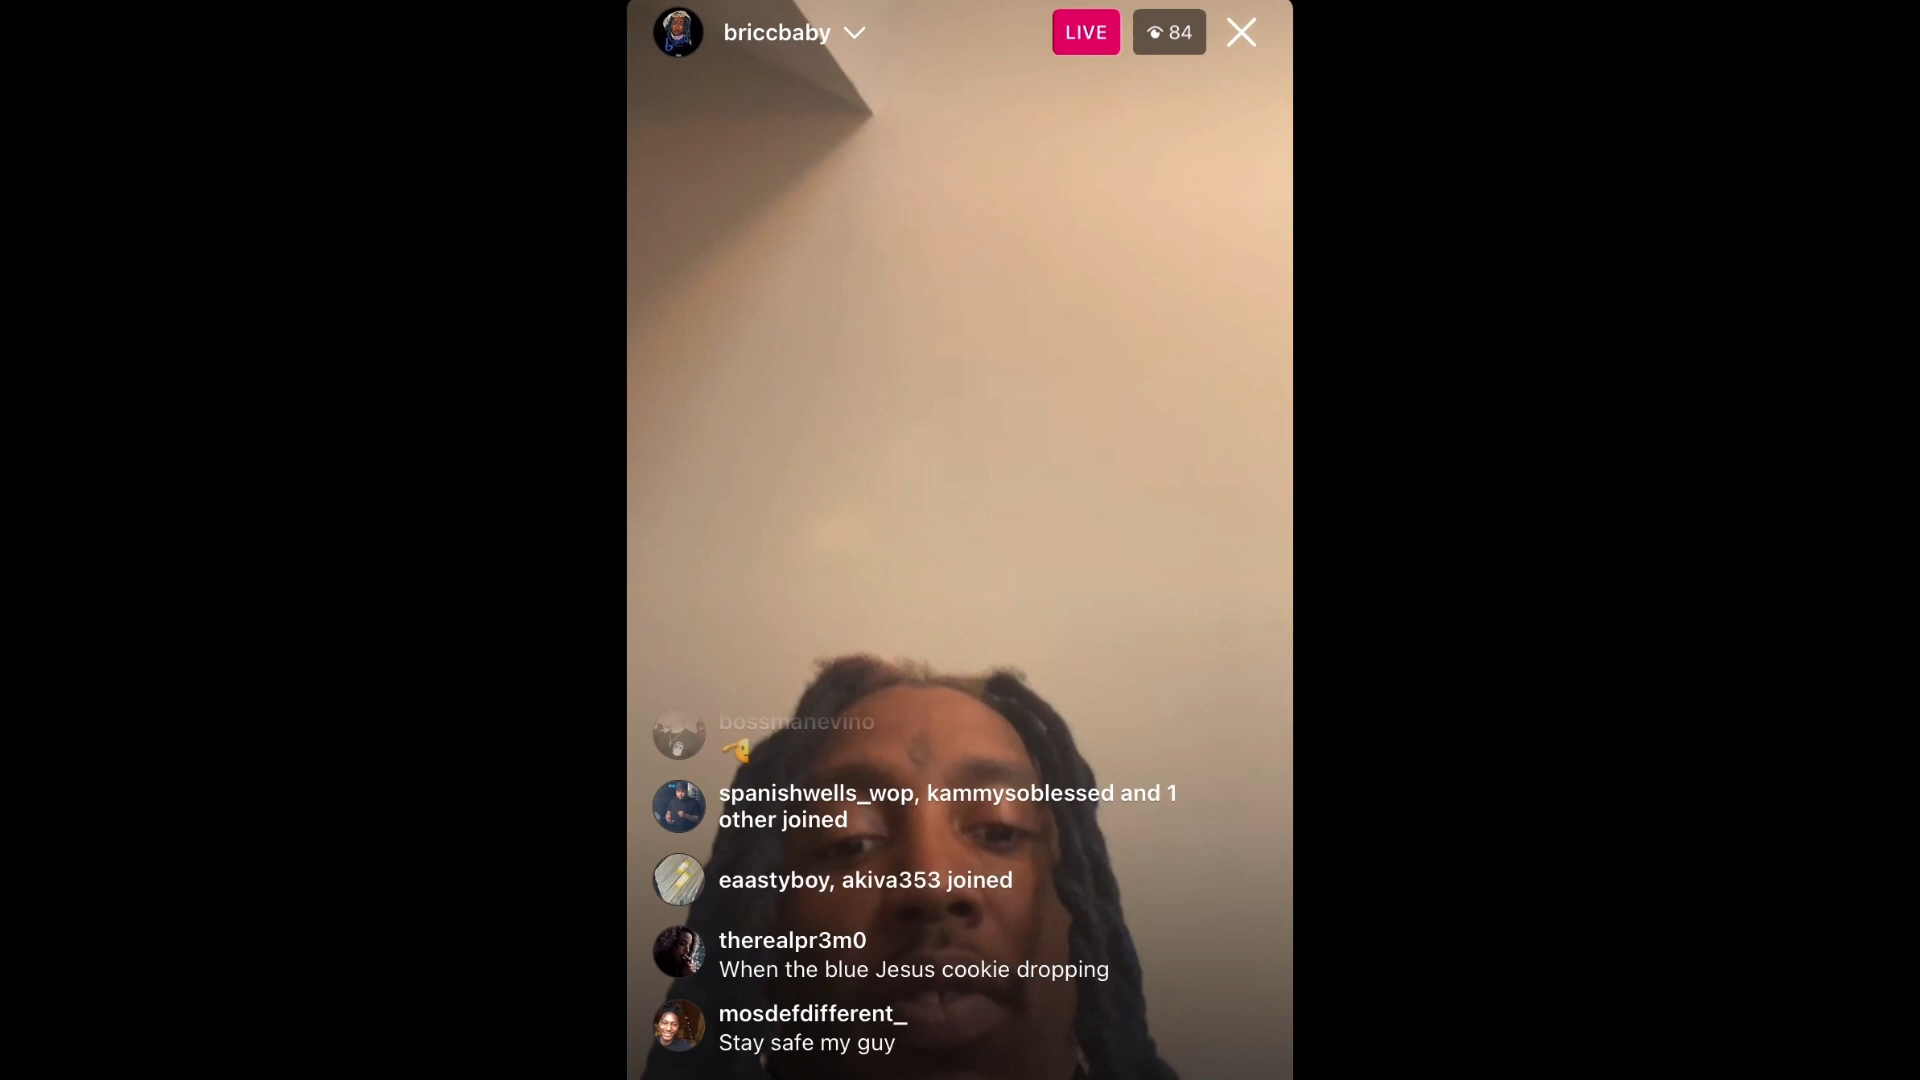 briccbaby
LIVE
84
bossmanevino
spanishwells_wop, kammysoblessed and 1
other joined
eaastyboy, akiva353 joined
therealpr3m0
When the blue Jesus cookie dropping
mosdefdifferent_
Stay safe my guy